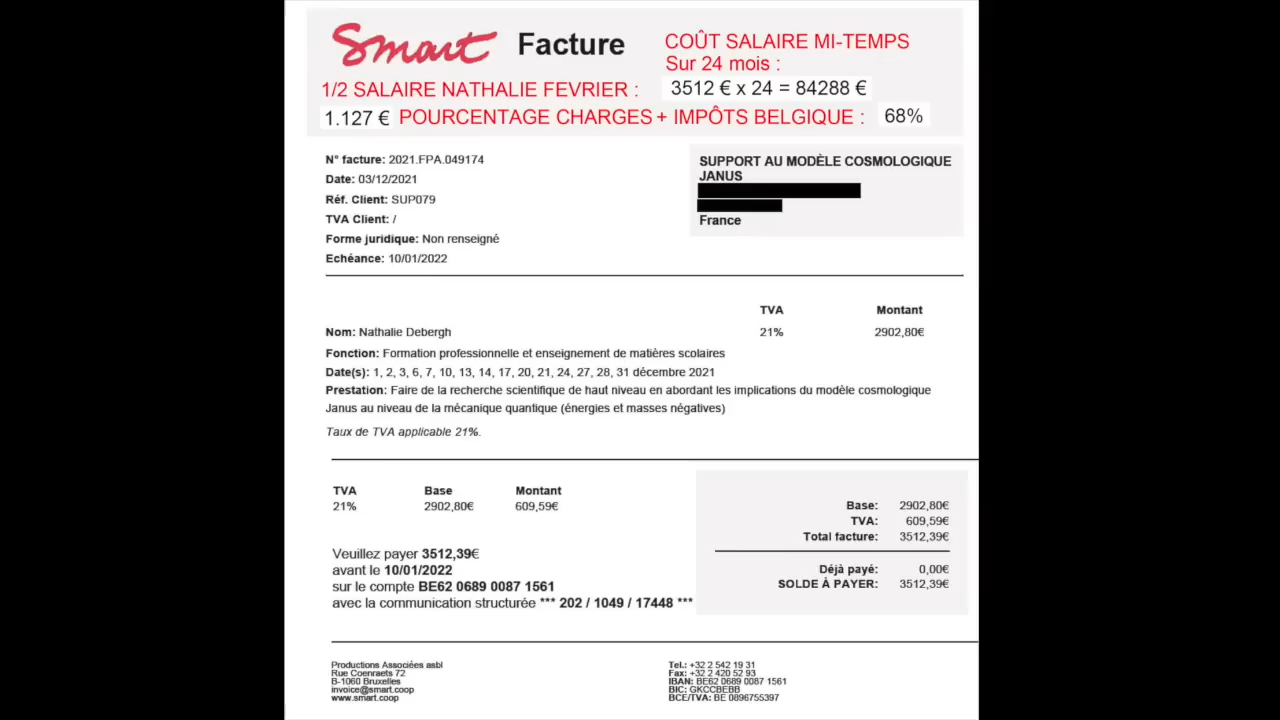 Smart Facture
COÛT SALAIRE MI-TEMPS
Sur 24 mois :
1/2 SALAIRE NATHALIE FEVRIER : 3512 € x 24 = 84288 €
1.127 € POURCENTAGE CHARGES + IMPÔTS BELGIQUE : 68%
N° facture: 2021.FPA.049174
Date: 03/12/2021
Réf. Client: SUP079
TVA Client: /
Forme juridique: Non renseigné
Echéance: 10/01/2022
SUPPORT AU MODÈLE COSMOLOGIQUE
JANUS
France
TVA Montant
Nom: Nathalie Debergh 21% 2902,80€
Fonction: Formation professionnelle et enseignement de matières scolaires
Date(s): 1, 2, 3, 6, 7, 10, 13, 14, 17, 20, 21, 24, 27, 28, 31 décembre 2021
Prestation: Faire de la recherche scientifique de haut niveau en abordant les implications du modèle cosmologique
Janus au niveau de la mécanique quantique (énergies et masses négatives)
Taux de TVA applicable 21%.
TVA Base Montant
21% 2902,80€ 609,59€
Base: 2902,80€
TVA: 609,59€
Total facture: 3512,39€
Déjà payé: 0,00€
SOLDE À PAYER: 3512,39€
Veuillez payer 3512,39€
avant le 10/01/2022
sur le compte BE62 0689 0087 1561
avec la communication structurée *** 202 / 1049 / 17448 ***
Productions Associées asbl
Rue Coenraets 72
B-1060 Bruxelles
invoice@smart.coop
www.smart.coop
Tel.: +32 2 542 19 31
Fax: +32 2 420 52 93
IBAN: BE62 0689 0087 1561
BIC: GKCCBEBB
BCE/TVA: BE 0896755397